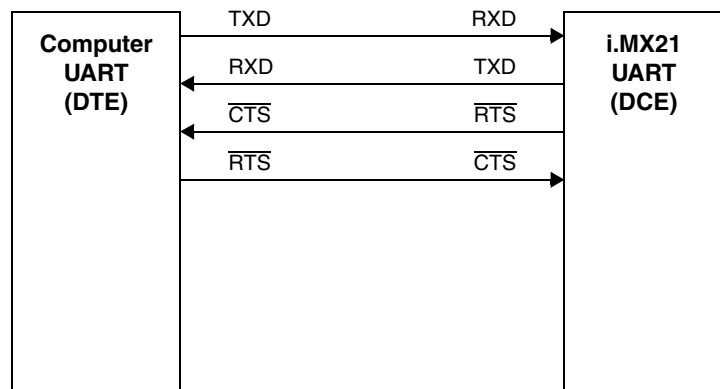 TXD RXD
Computer
UART
(DTE)
i.MX21
UART
(DCE)
RXD TXD
CTS RTS
RTS CTS